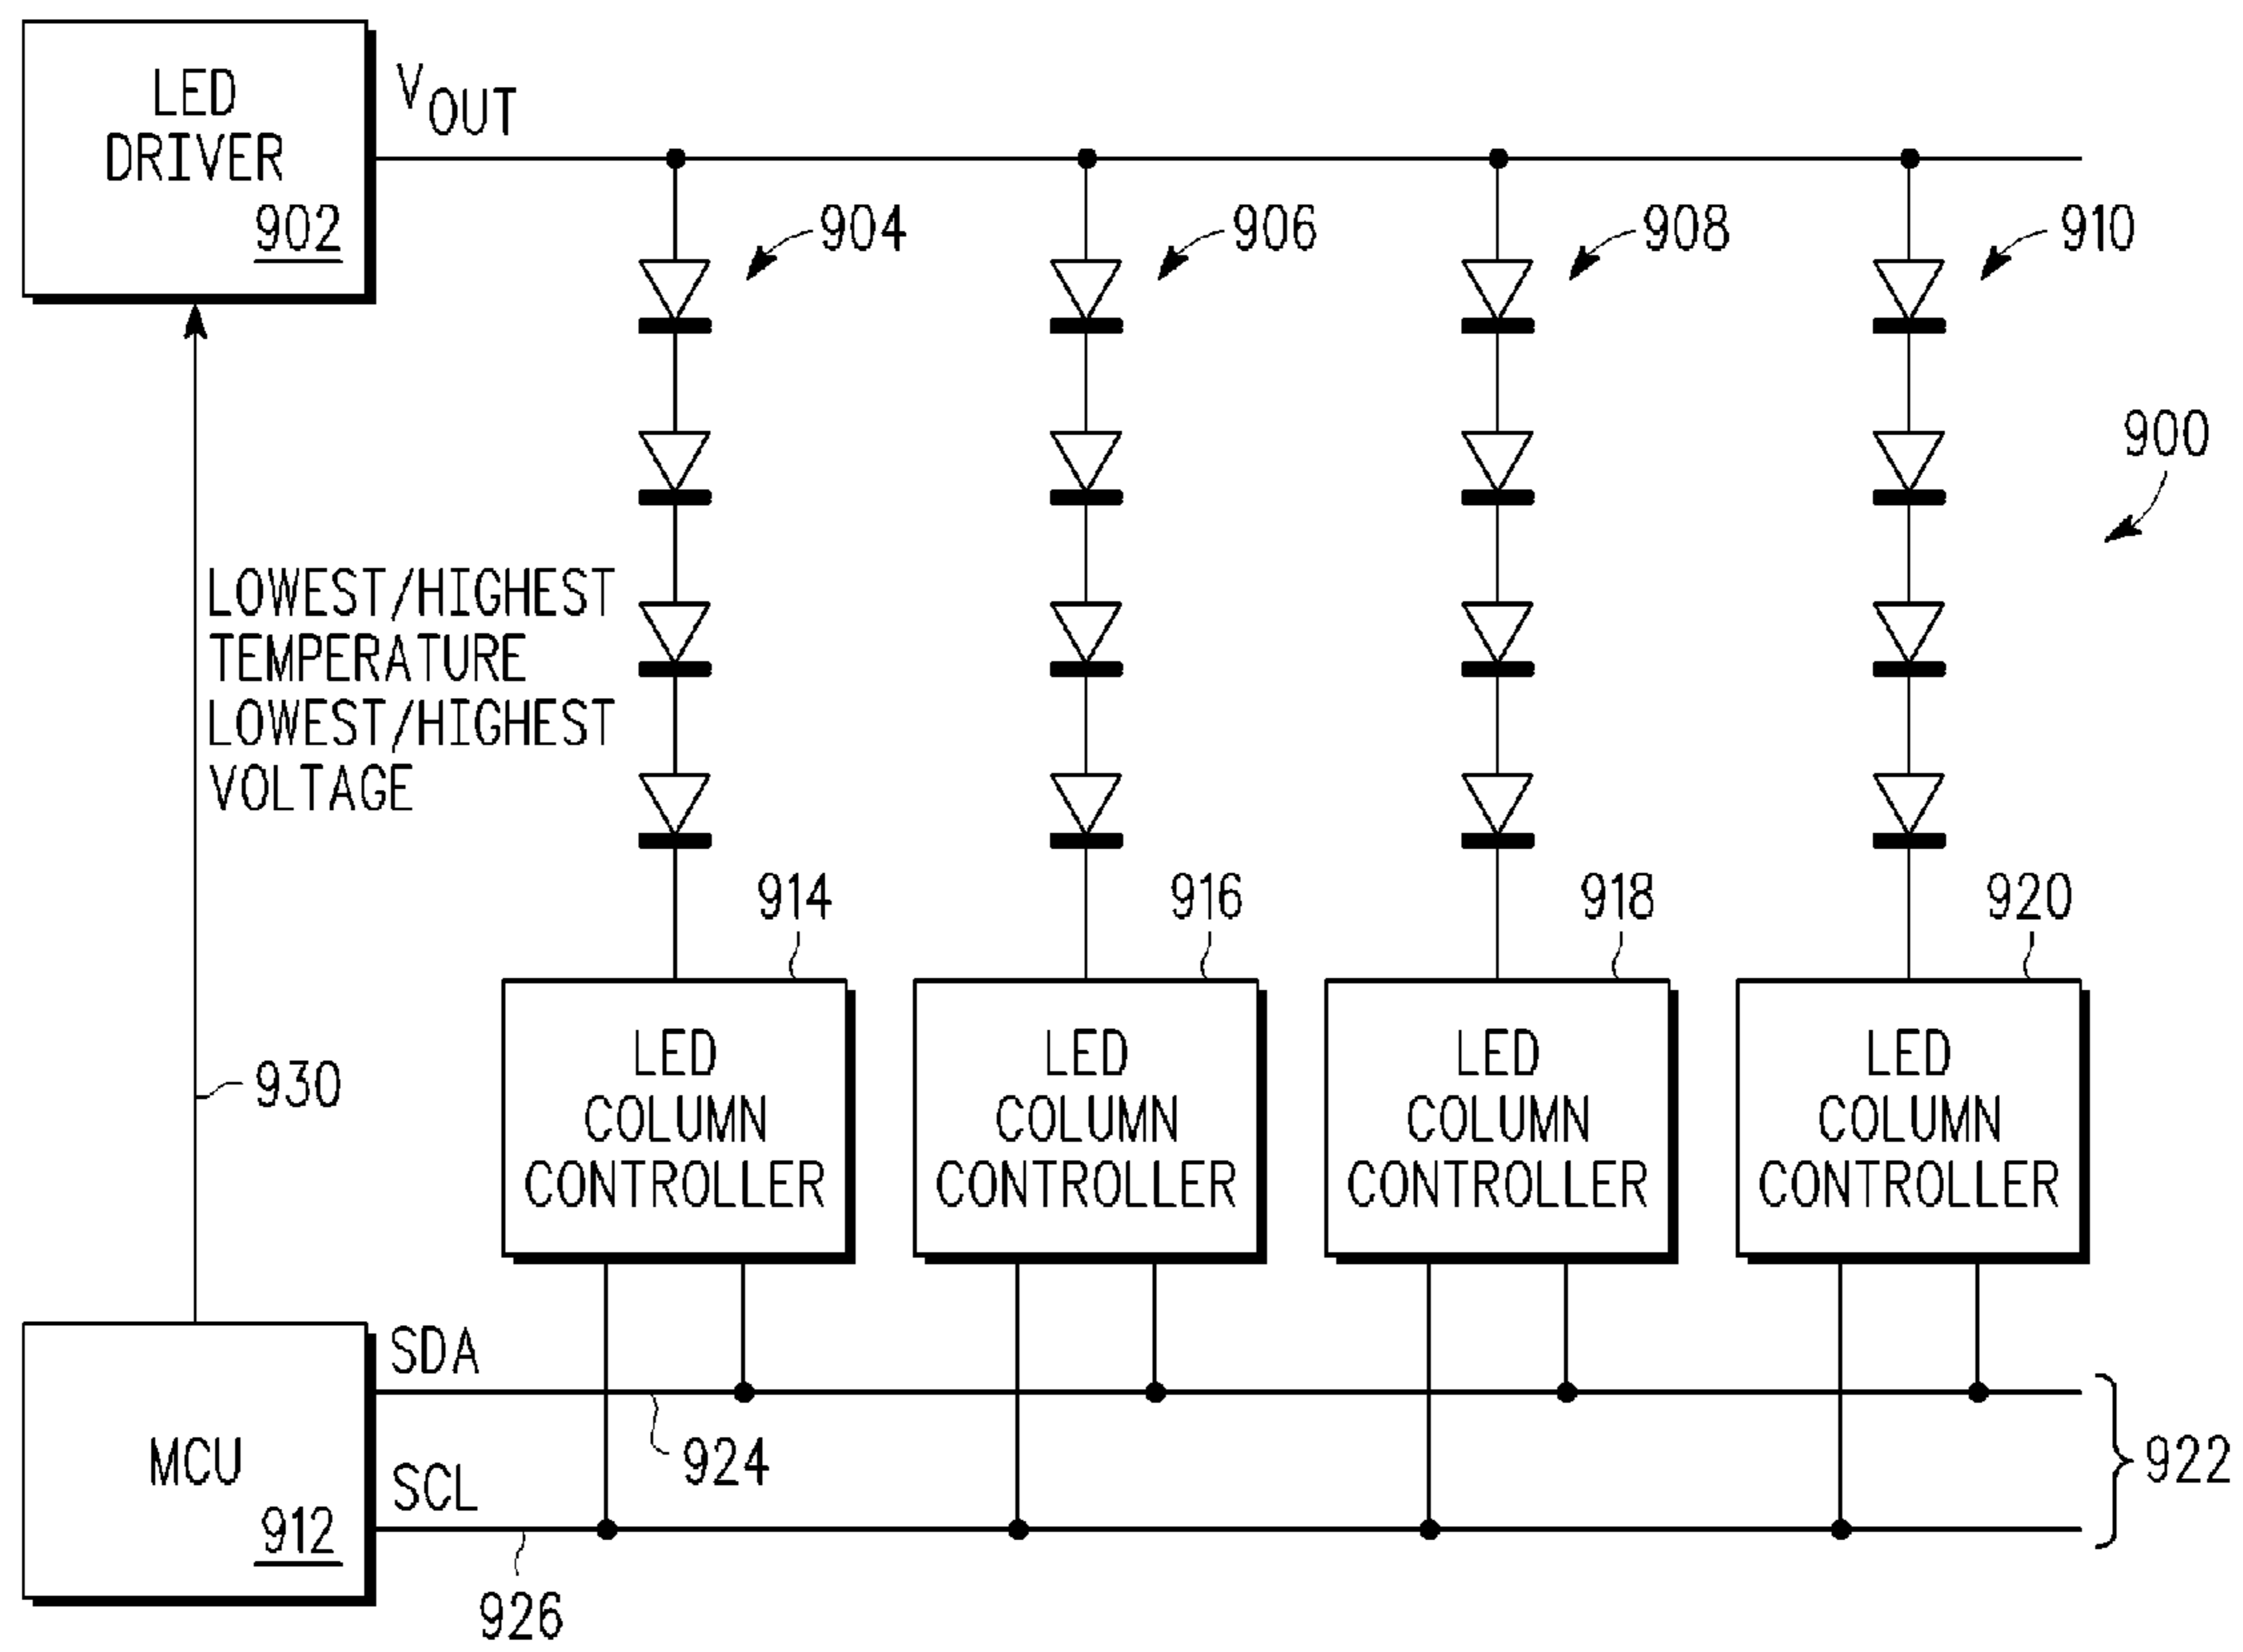 LED
DRIVER
902
VOUT
904
906
908
910
900
LOWEST/HIGHEST
TEMPERATURE
LOWEST/HIGHEST
VOLTAGE
914
916
918
920
LED
COLUMN
CONTROLLER
LED
COLUMN
CONTROLLER
LED
COLUMN
CONTROLLER
LED
COLUMN
CONTROLLER
930
SDA
924
MCU
912
SCL
926
922